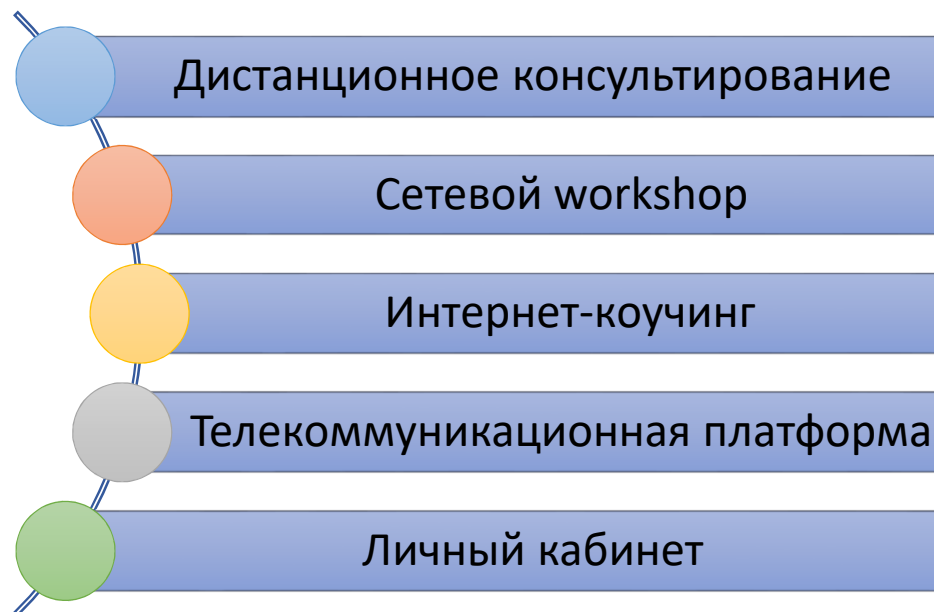 Дистанционное консультирование
Сетевой workshop
Интернет-коучинг
Телекоммуникационная платформа
Личный кабинет